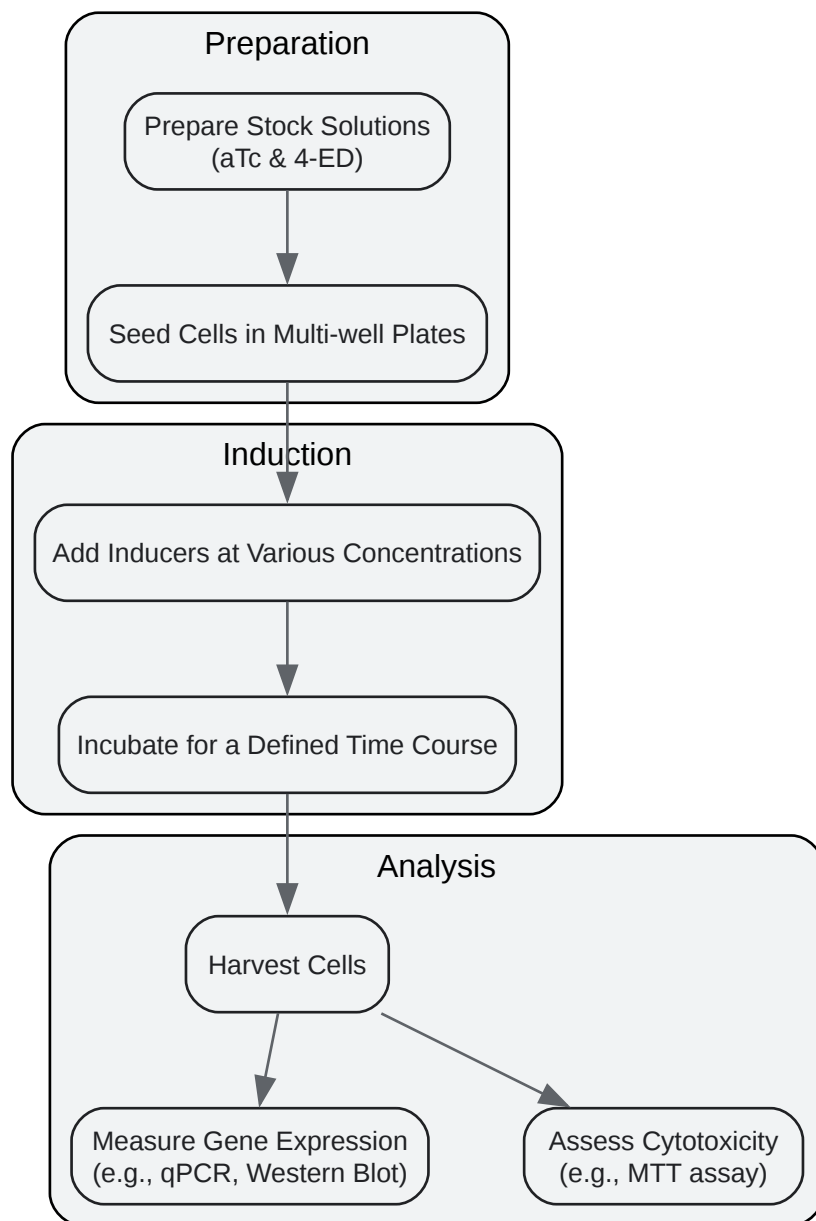 Preparation
Prepare Stock Solutions
(aTc & 4-ED)
Seed Cells in Multi-well Plates
Induction
Add Inducers at Various Concentrations
Incubate for a Defined Time Course
Analysis
Harvest Cells
Measure Gene Expression
(e.g., qPCR, Western Blot)
Assess Cytotoxicity
(e.g., MTT assay)